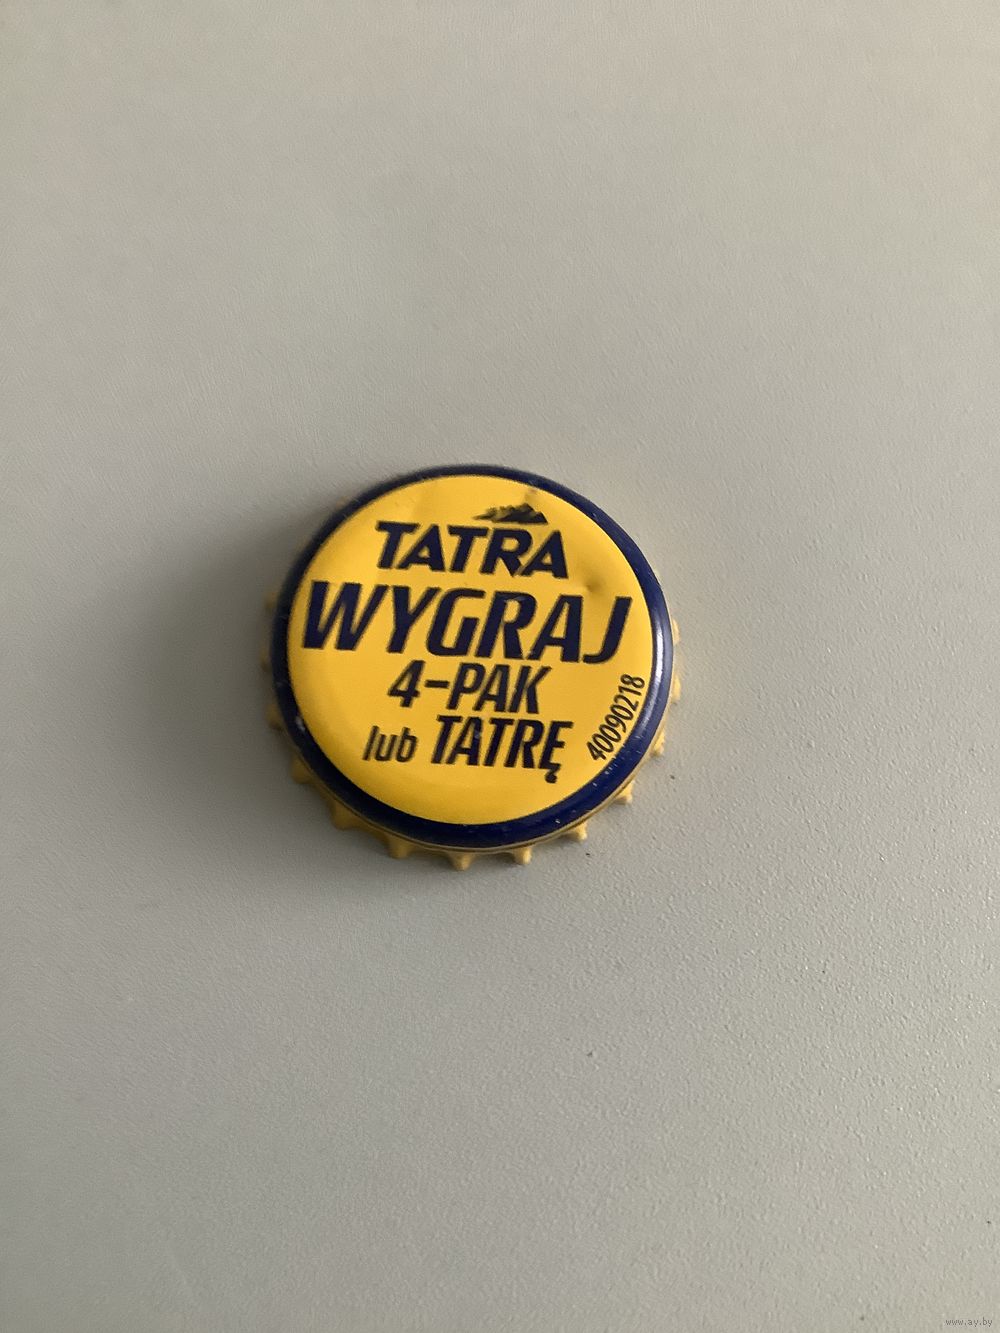 TATRA
WYGRAJ
4-PAK
lub TATRĘ
40090218
www.ay.by